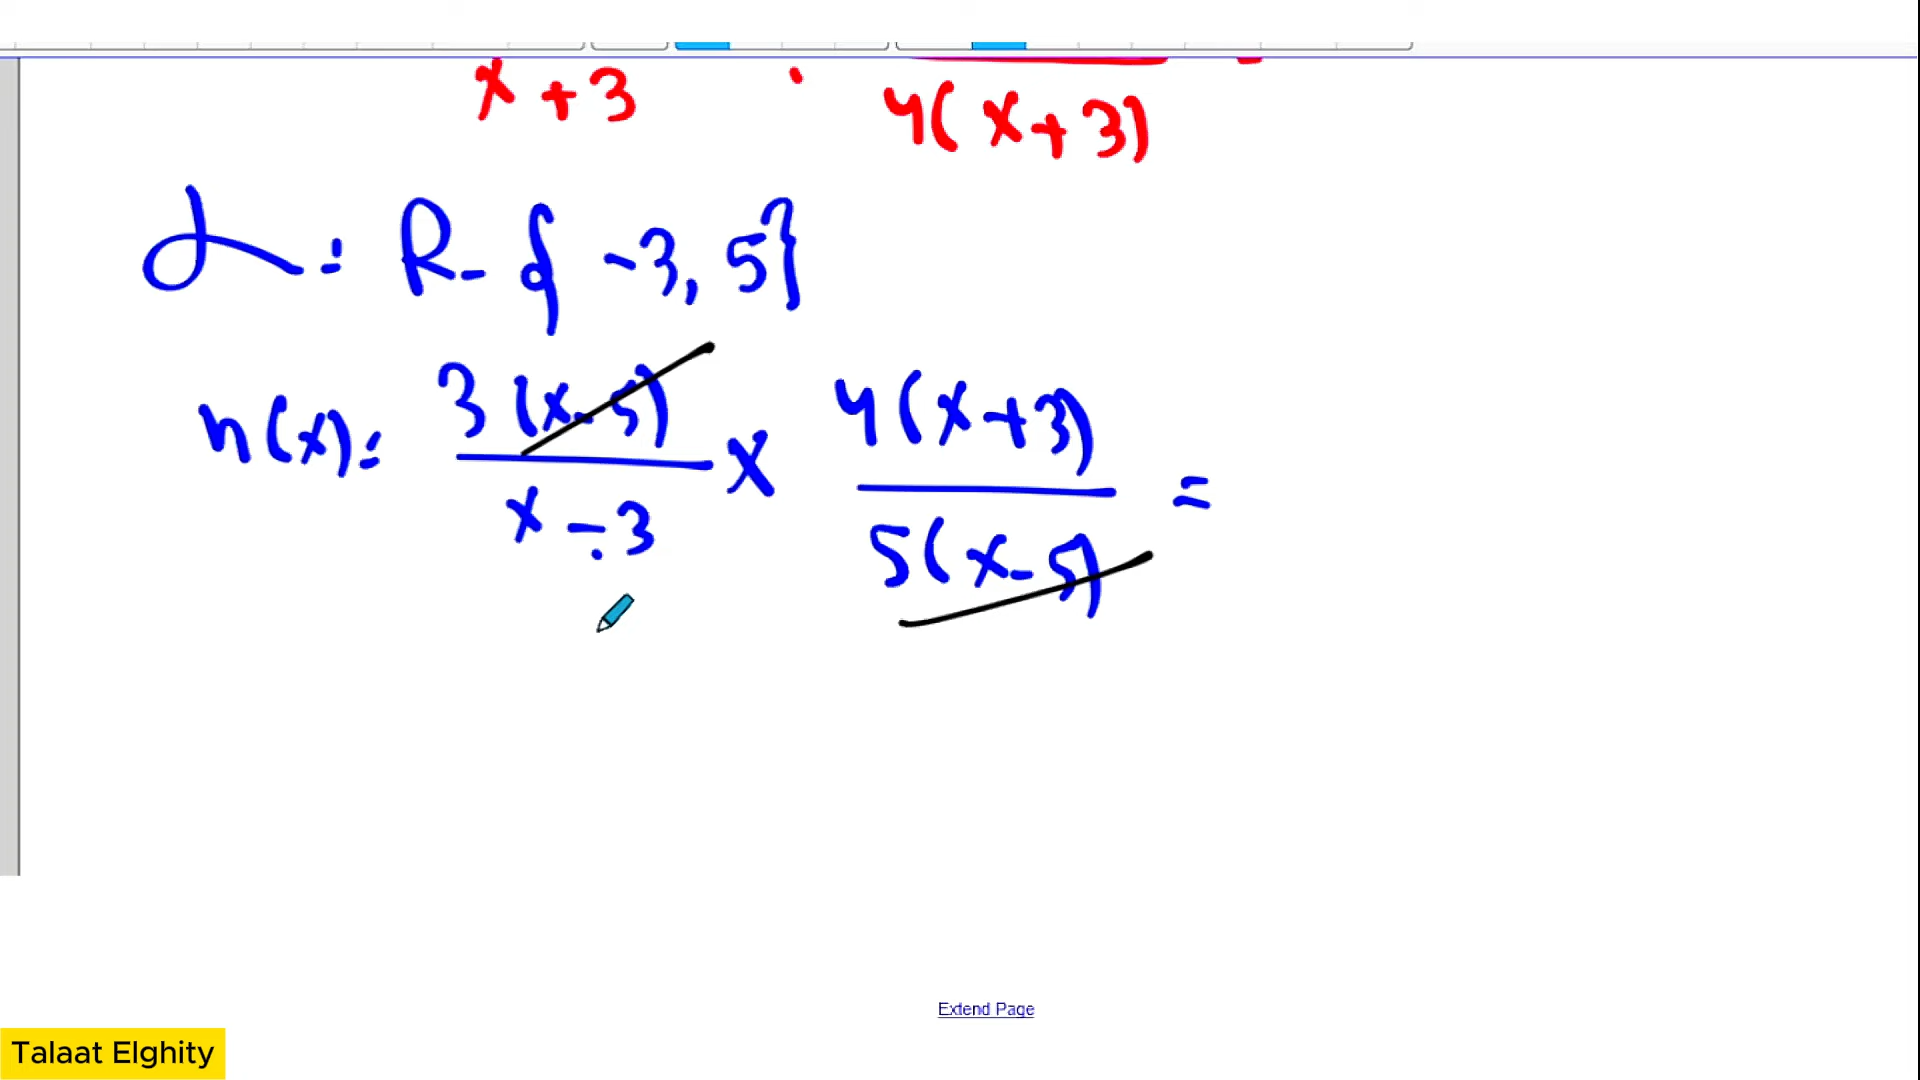 x + 3 ÷ 4(x+3)
d = R - { -3, 5}
n(x) = 3(x-5) / x ÷ 3 × 4(x+3) / 5(x-5) =
Extend Page
Talaat Elghity